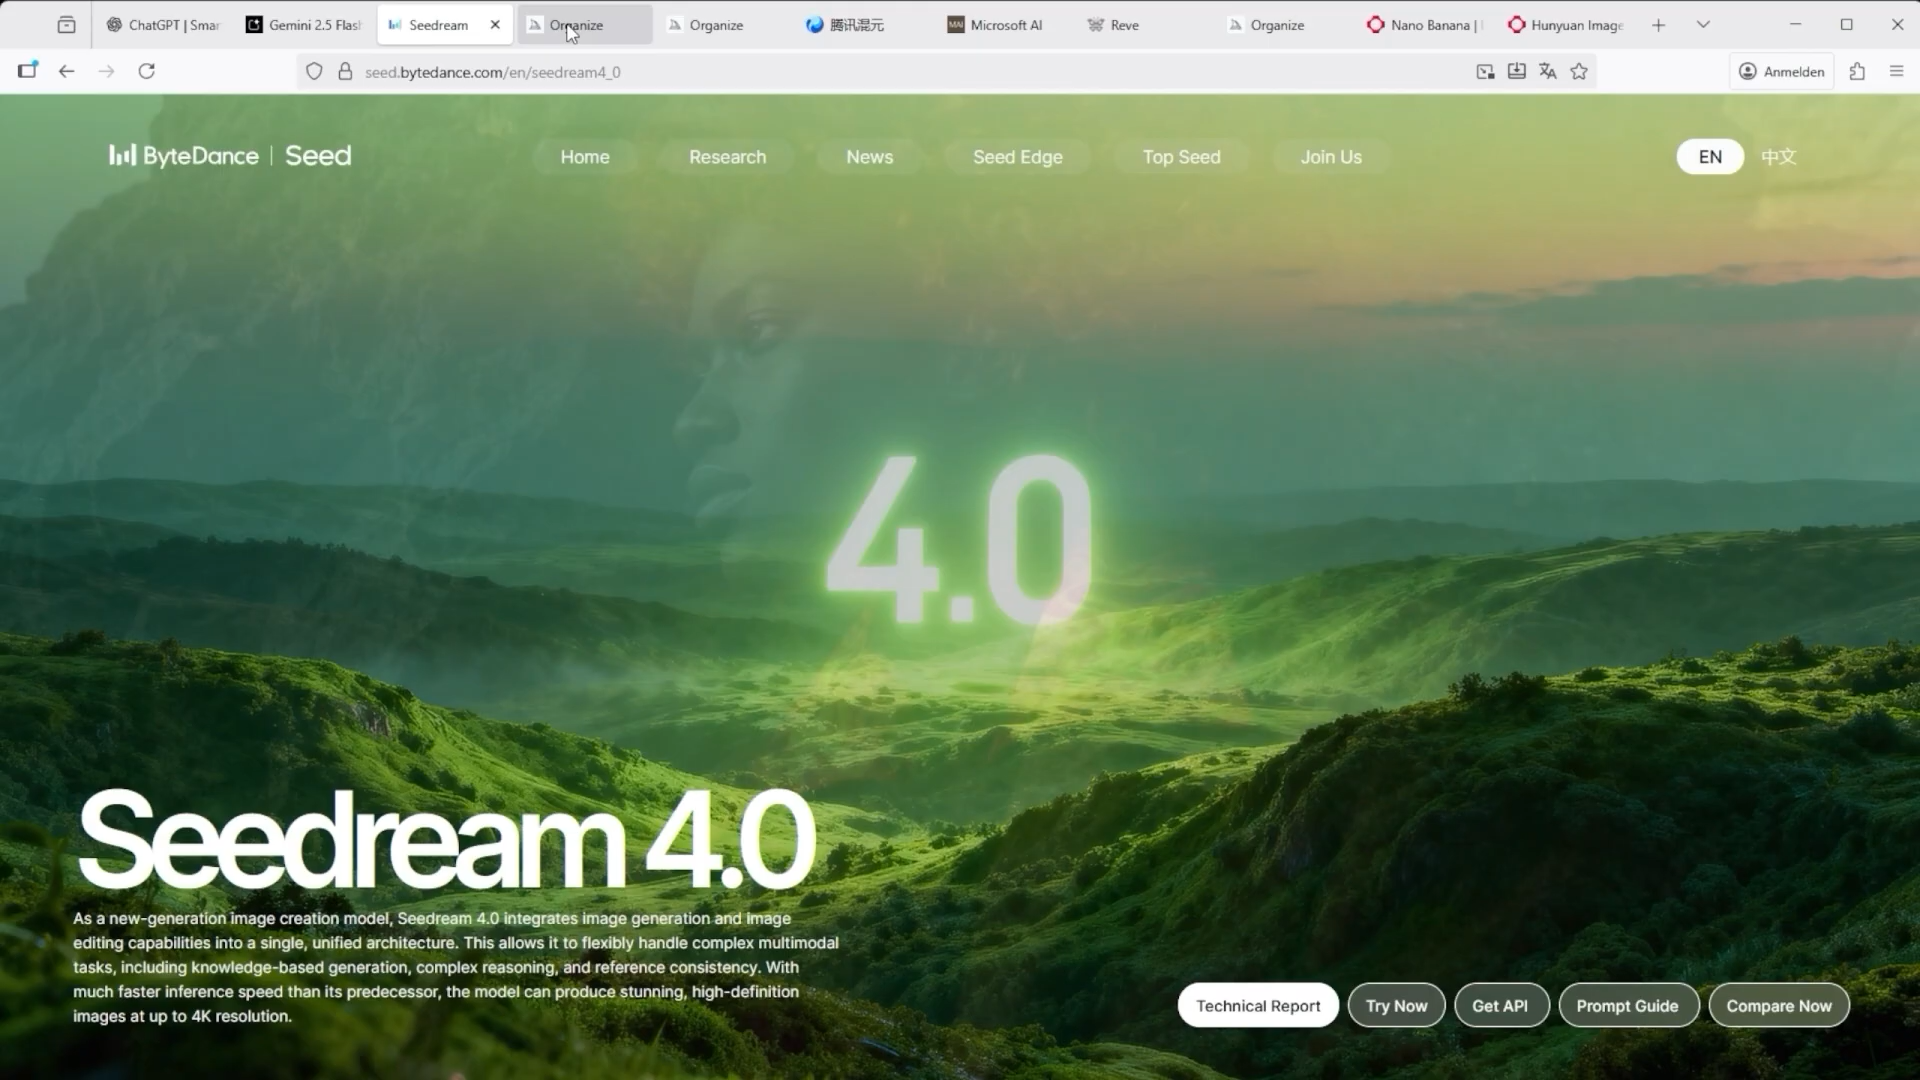 ChatGPT | Smar
Gemini 2.5 Flash
Seedream
Organize
Organize
腾讯混元
Microsoft AI
Reve
Organize
Nano Banana |
Hunyuan Image
seed.bytedance.com/en/seedream4_0
Anmelden
ByteDance | Seed
Home
Research
News
Seed Edge
Top Seed
Join Us
EN
中文
4.0
Seedream 4.0
As a new-generation image creation model, Seedream 4.0 integrates image generation and image
editing capabilities into a single, unified architecture. This allows it to flexibly handle complex multimodal
tasks, including knowledge-based generation, complex reasoning, and reference consistency. With
much faster inference speed than its predecessor, the model can produce stunning, high-definition
images at up to 4K resolution.
Technical Report
Try Now
Get API
Prompt Guide
Compare Now